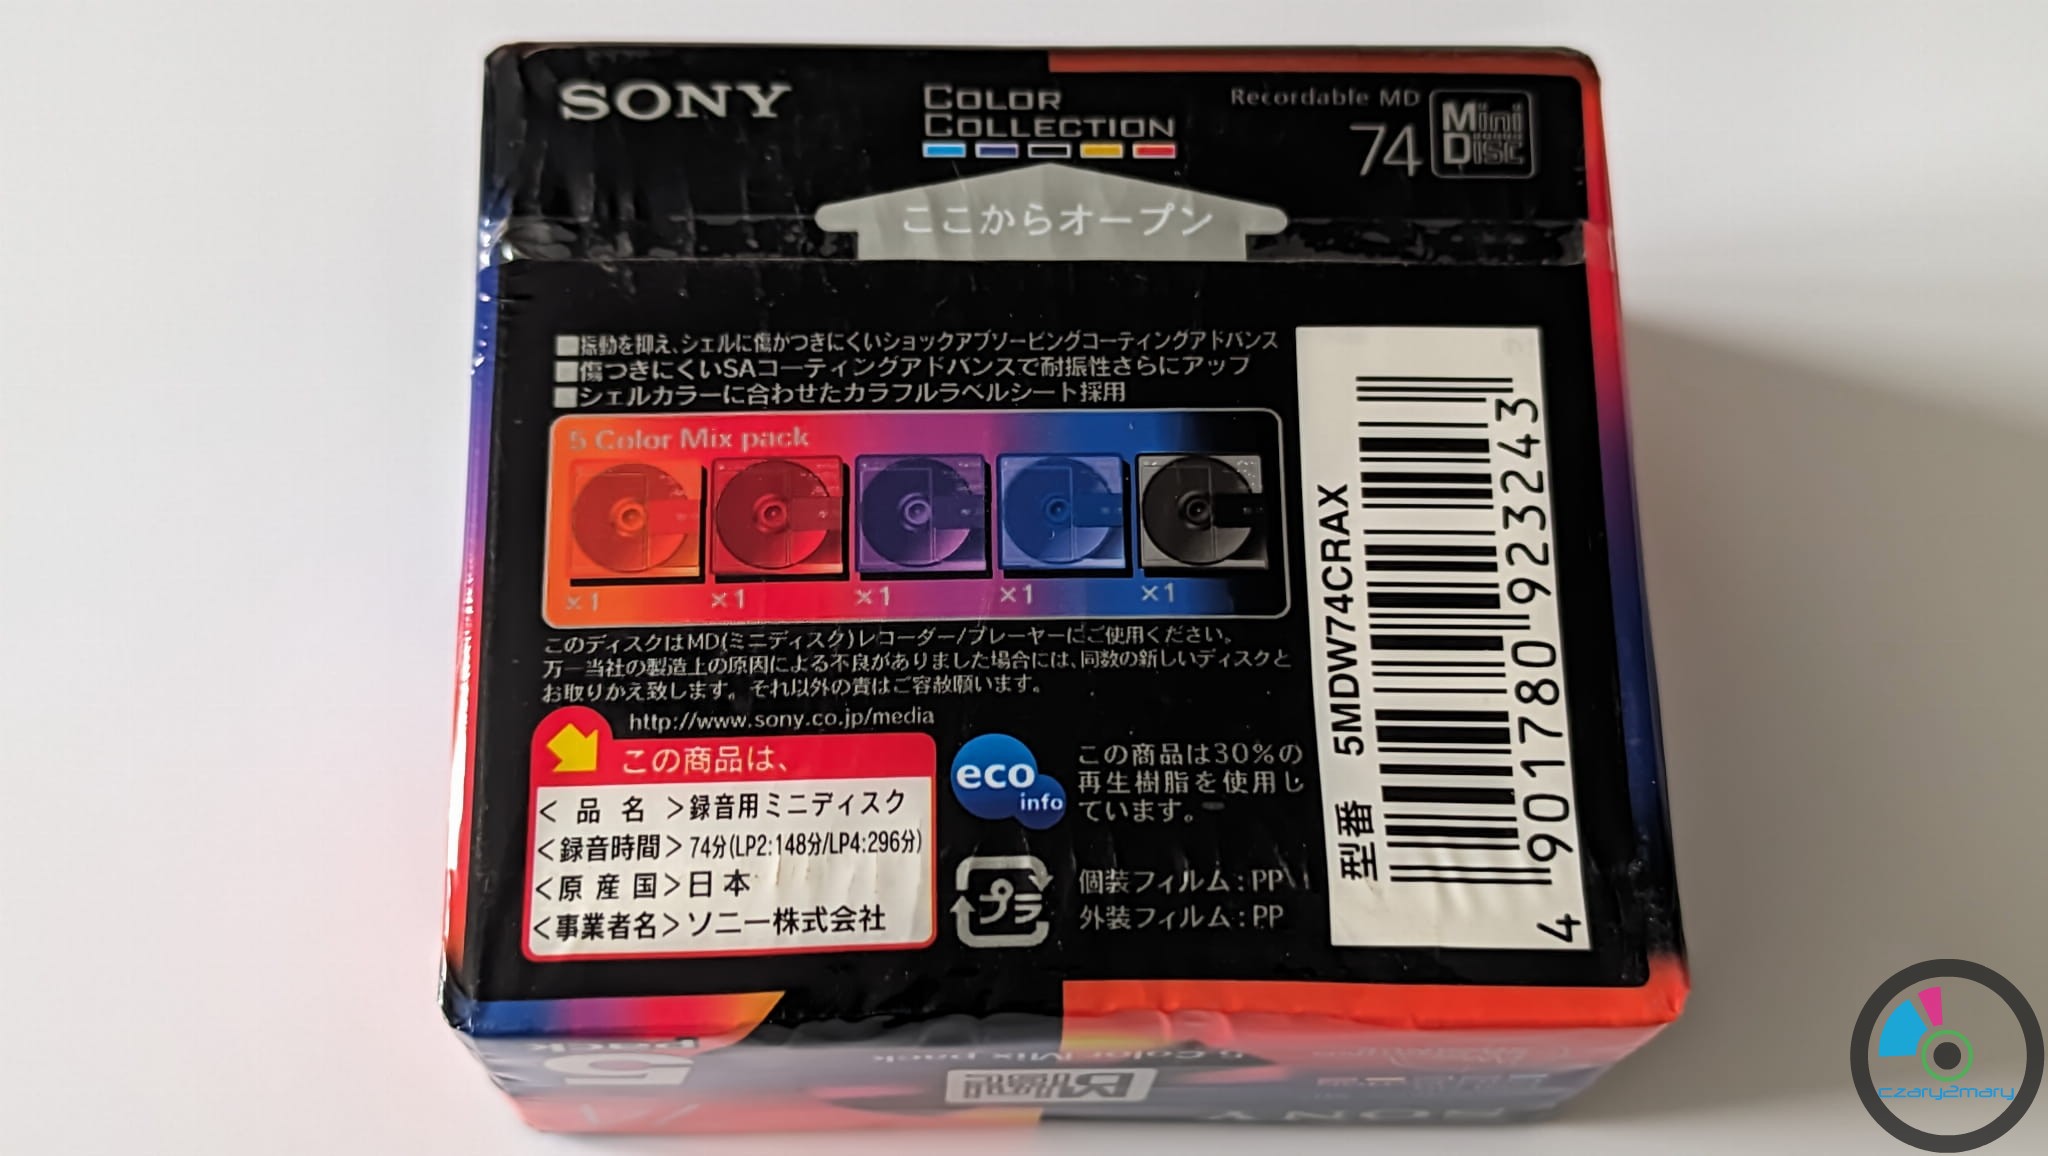 SONY
COLOR
COLLECTION
Recordable MD
74
Mini
Disc
ここからオープン
■振動を抑え、シェルに傷がつきにくいショックアブソービングコーティングアドバンス
■傷つきにくいSAコーティングアドバンスで耐振性さらにアップ
■シェルカラーに合わせたカラフルラベルシート採用
5 Color Mix pack
×1
×1
×1
×1
×1
このディスクはMD(ミニディスク)レコーダー/プレーヤーにご使用ください。
万一当社の製造上の原因による不良がありました場合には、同数の新しいディスクと
お取りかえ致します。それ以外の責はご容赦願います。
http://www.sony.co.jp/media
この商品は、
<品名>録音用ミニディスク
<録音時間>74分(LP2:148分/LP4:296分)
<原産国>日本
<事業者名>ソニー株式会社
eco
info
この商品は30%の
再生樹脂を使用し
ています。
プラ
個装フィルム:PP
外装フィルム:PP
型番 5MDW74CRAX
4 901780 923243
pack
5
5 Color Mix pack
SONY
czary2mary